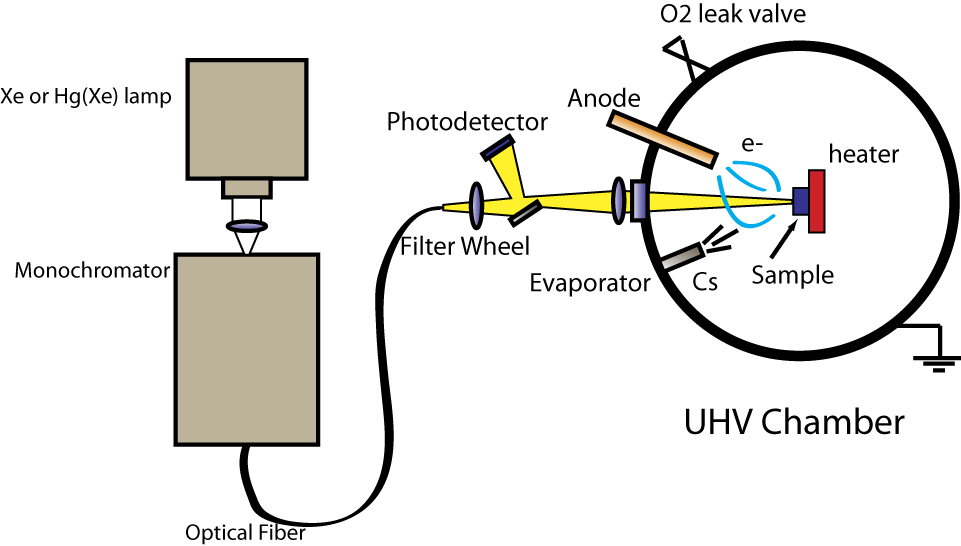 O2 leak valve
Xe or Hg(Xe) lamp
Anode
Photodetector
e-
heater
Filter Wheel
Monochromator
Evaporator
Cs
Sample
UHV Chamber
Optical Fiber